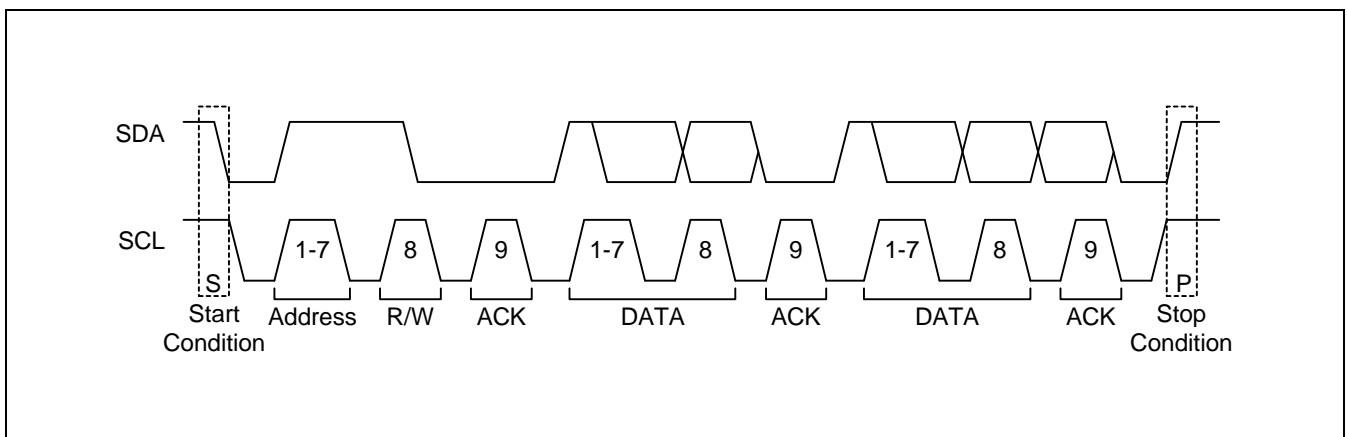 SDA
SCL
1-7 8 9 1-7 8 9 1-7 8 9
S P
Start Condition
Address R/W ACK DATA ACK DATA ACK
Stop Condition